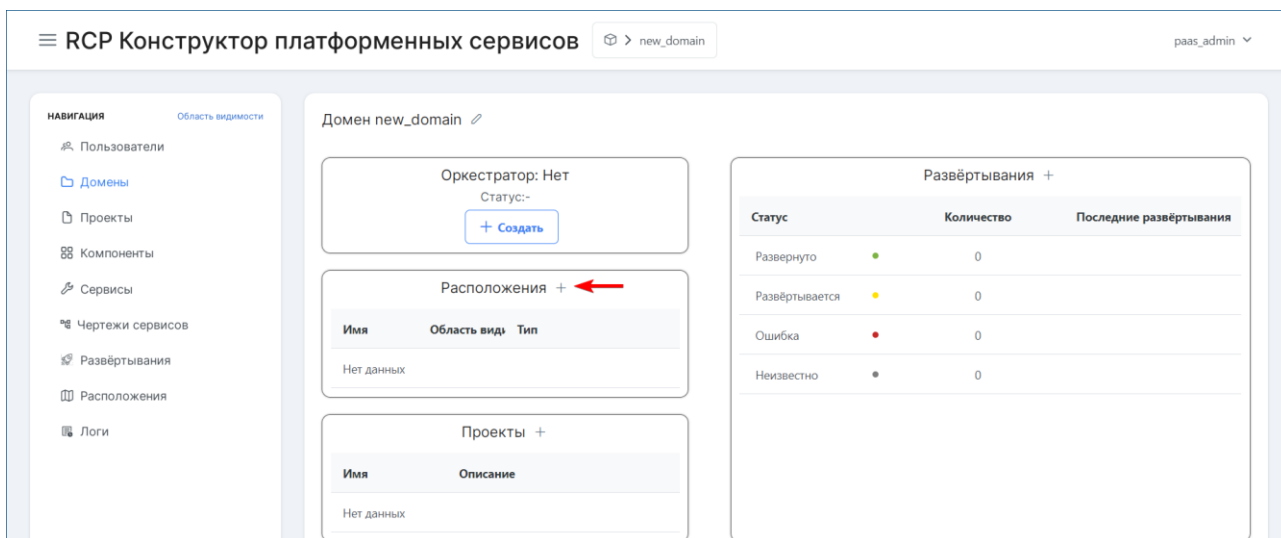 RCP Конструктор платформенных сервисов
new_domain
paas_admin
НАВИГАЦИЯ
Область видимости
Пользователи
Домены
Проекты
Компоненты
Сервисы
Чертежи сервисов
Развёртывания
Расположения
Логи
Домен new_domain
Оркестратор: Нет
Статус:-
+ Создать
Расположения +
Имя Область види Тип
Нет данных
Проекты +
Имя Описание
Нет данных
Развёртывания +
Статус Количество Последние развёртывания
Развернуто 0
Развёртывается 0
Ошибка 0
Неизвестно 0